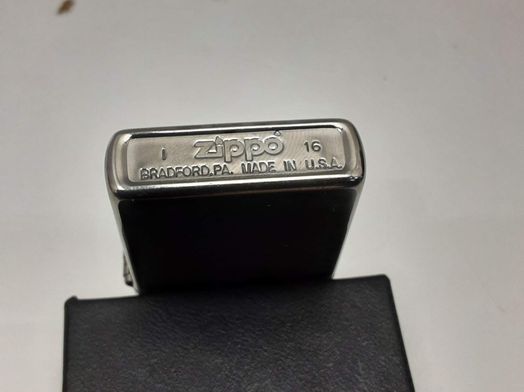 I zippo 16
BRADFORD.PA. MADE IN U.S.A.